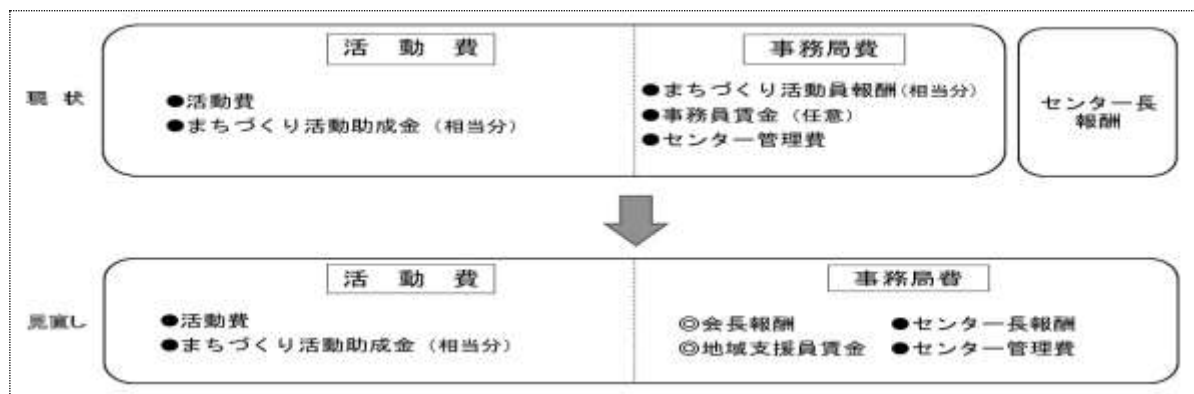 活動費 事務局費
現状
●活動費
●まちづくり活動助成金（相当分）
●まちづくり活動員報酬（相当分）
●事務員賃金（任意）
●センター管理費
センター長
報酬
活動費 事務局費
見直し
●活動費
●まちづくり活動助成金（相当分）
◎会長報酬 ●センター長報酬
◎地域支援員賃金 ●センター管理費